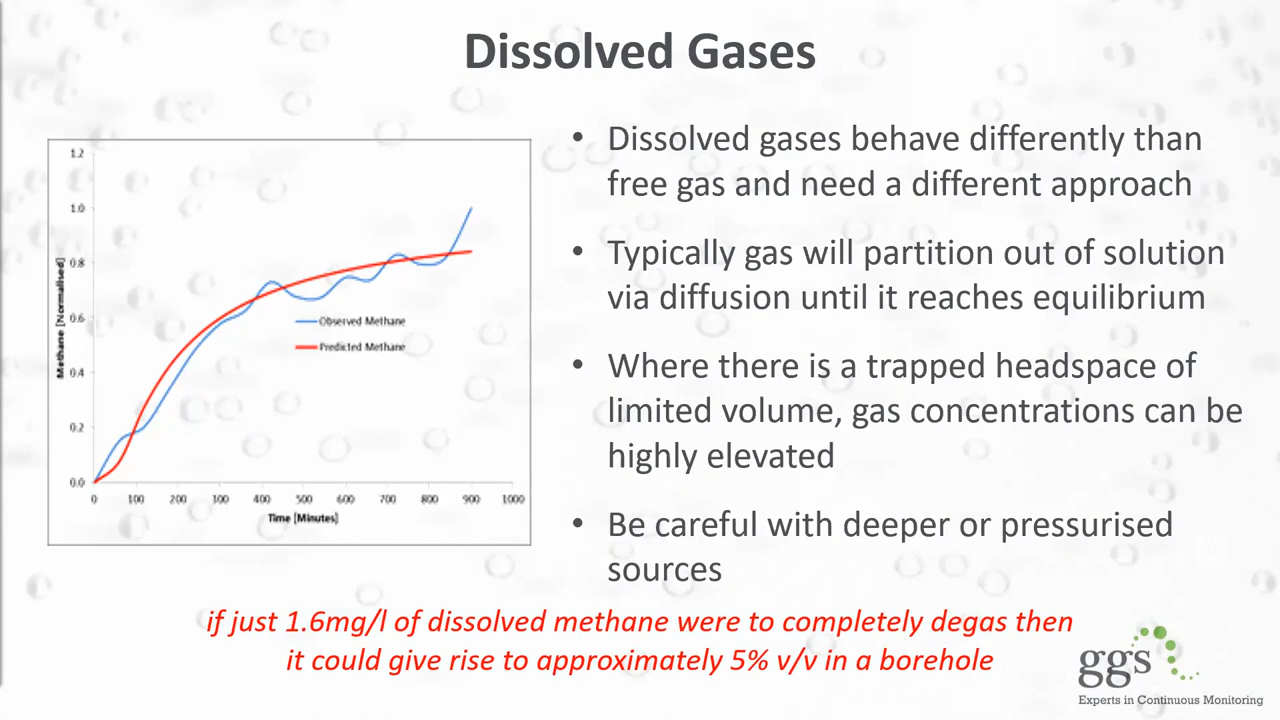 Dissolved Gases
1.2
1.0
0.8
0.6
0.4
0.2
0.0
Methane [Normalised]
Observed Methane
Predicted Methane
0 100 200 300 400 500 600 700 800 900 1000
Time [Minutes]
• Dissolved gases behave differently than
free gas and need a different approach
• Typically gas will partition out of solution
via diffusion until it reaches equilibrium
• Where there is a trapped headspace of
limited volume, gas concentrations can be
highly elevated
• Be careful with deeper or pressurised
sources
if just 1.6mg/l of dissolved methane were to completely degas then
it could give rise to approximately 5% v/v in a borehole
ggs
Experts in Continuous Monitoring